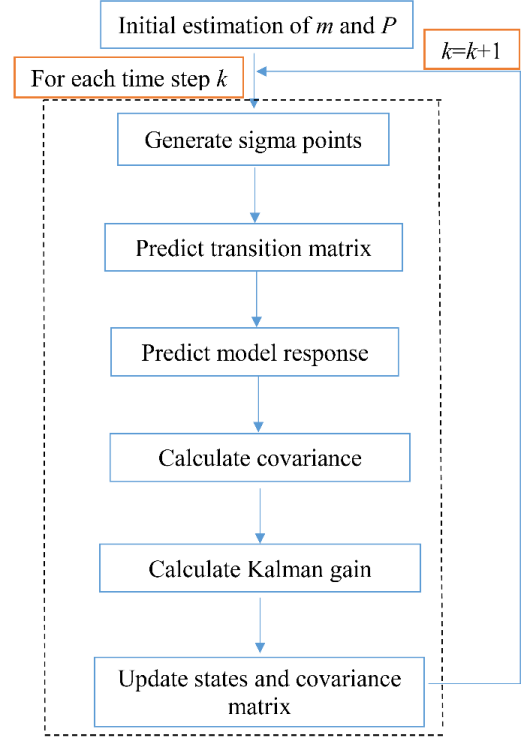 Initial estimation of m and P
k=k+1
For each time step k
Generate sigma points
Predict transition matrix
Predict model response
Calculate covariance
Calculate Kalman gain
Update states and covariance
matrix